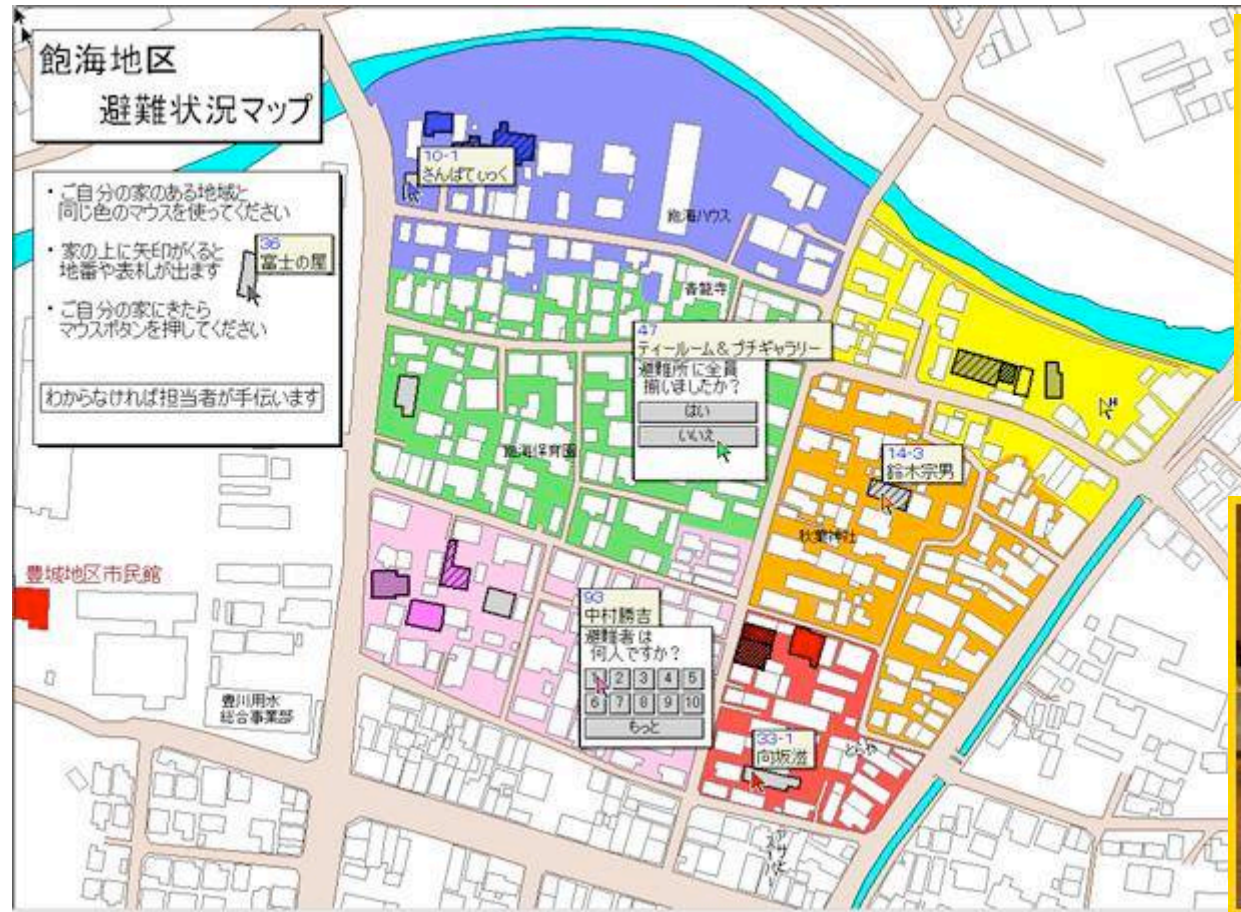 飽海地区
避難状況マップ
・ご自分の家のある地域と
同じ色のマウスを使ってください
・家の上に矢印がくると
地番や表札が出ます
・ご自分の家にきたら
マウスボタンを押してください
わからなければ担当者が手伝います
36
富士の屋
10-1
さんぱてぃっく
飽海ハウス
香龍寺
47
ティールーム&プチギャラリー
避難所に全員
揃いましたか?
はい
いいえ
飽海保育園
14-3
鈴木宗男
秋葉神社
豊城地区市民館
93
中村勝吉
避難者は
何人ですか?
1 2 3 4 5
6 7 8 9 10
もっと
豊川用水
総合事業部
33-1
向坂滋
とらや